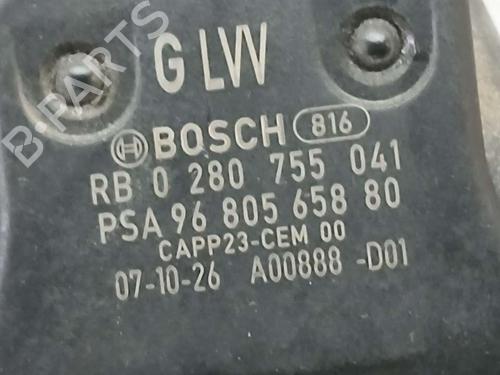 G LVV
BOSCH 816
RB 0 280 755 041
PSA 96 805 658 80
CAPP23-CEM 00
07-10-26 A00888 -D01
B-PARTS